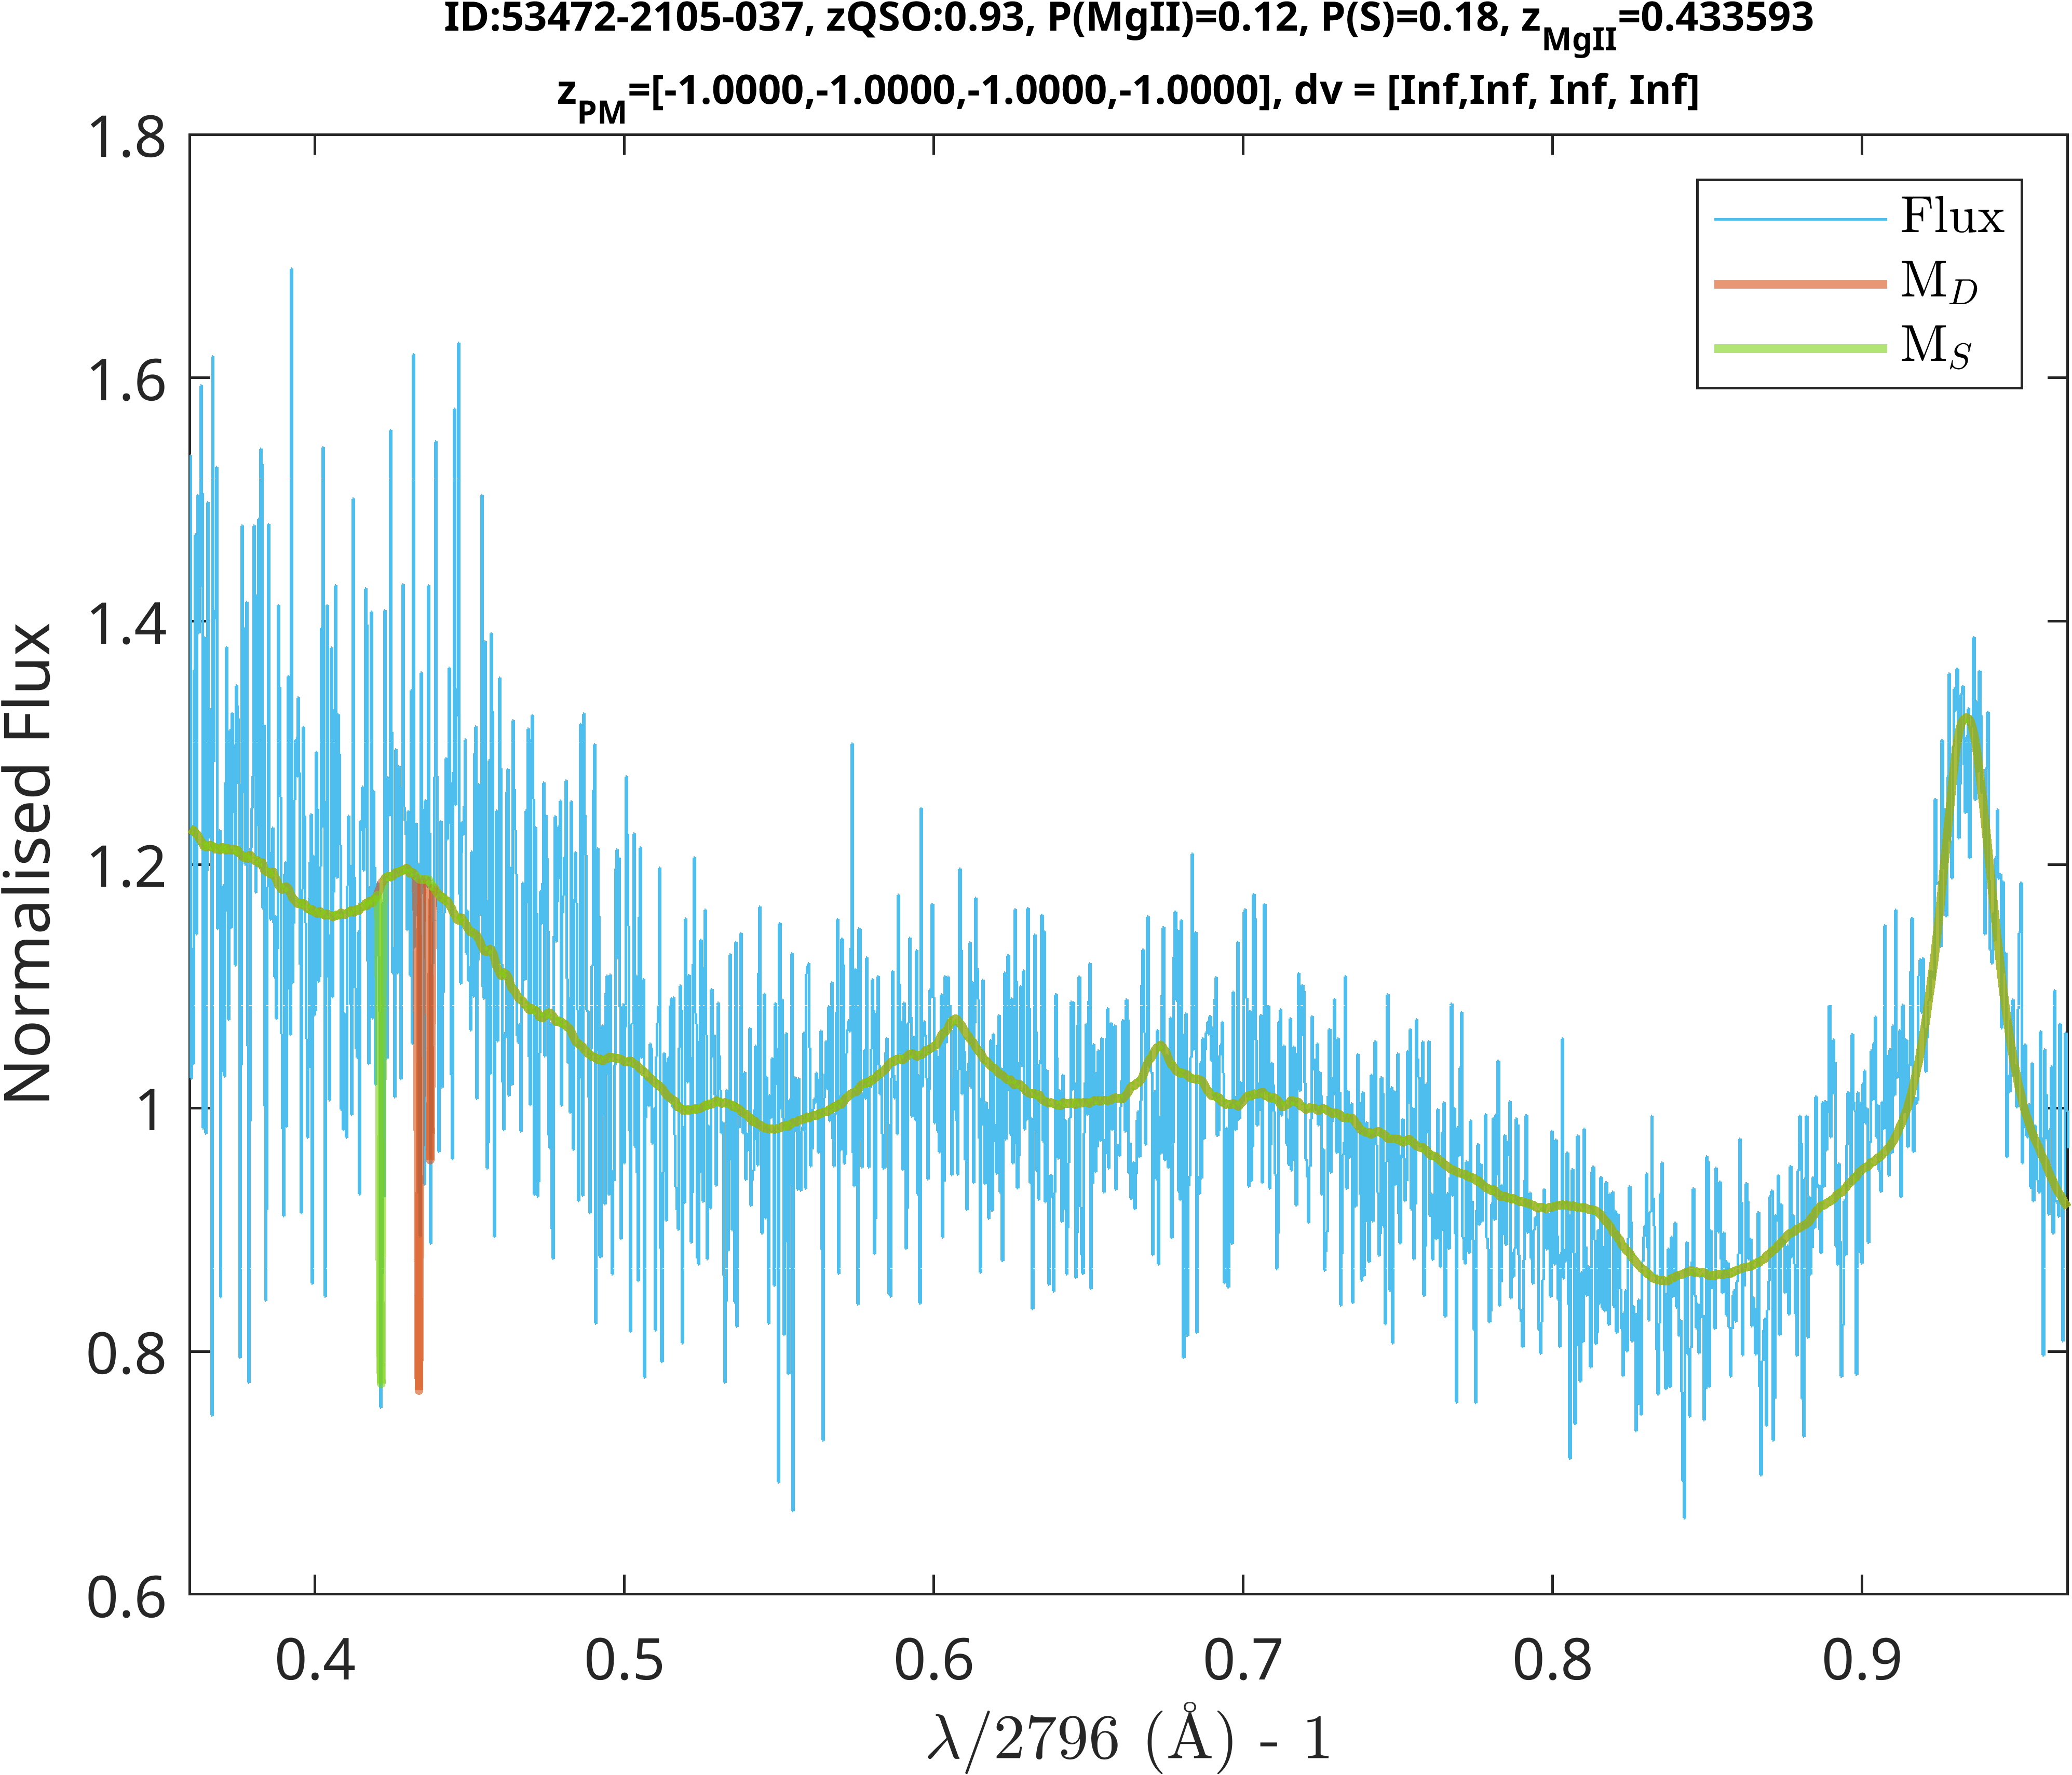 ID:53472-2105-037, zQSO:0.93, P(MgII)=0.12, P(S)=0.18, zMgII=0.433593
zPM=[-1.0000,-1.0000,-1.0000,-1.0000], dv = [Inf,Inf, Inf, Inf]
1.8
1.6
1.4
1.2
1
0.8
0.6
Normalised Flux
Flux
MD
MS
0.4 0.5 0.6 0.7 0.8 0.9
λ/2796 (Å) - 1